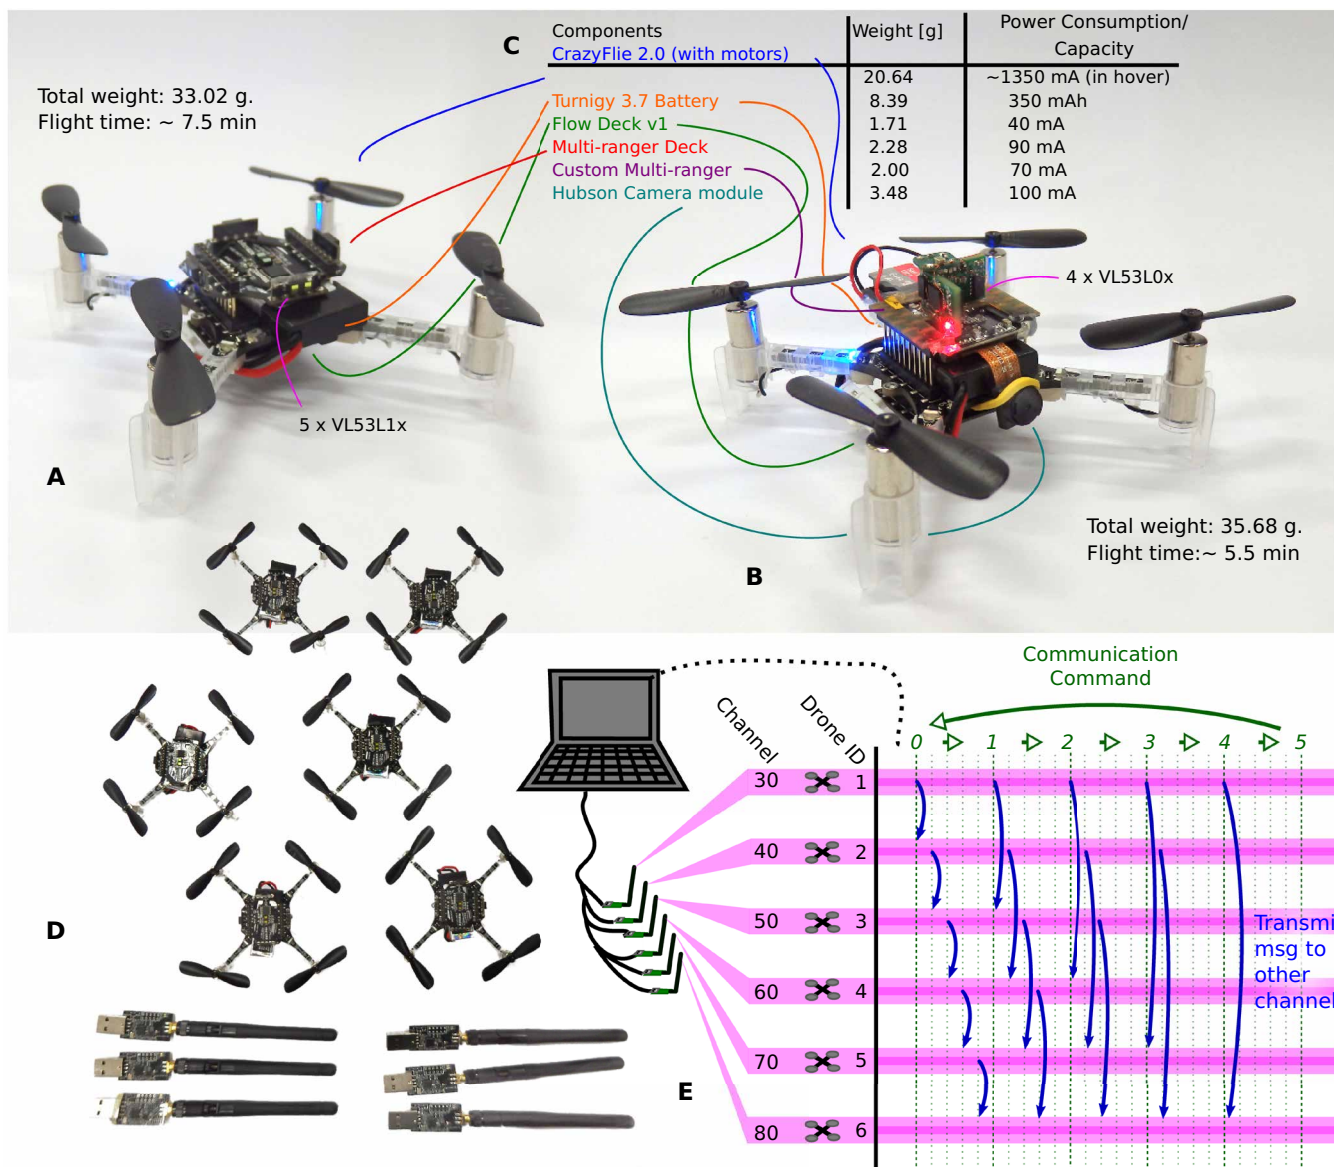 C
Components
Weight [g]
Power Consumption/
Capacity
CrazyFlie 2.0 (with motors)
20.64
~1350 mA (in hover)
Turnigy 3.7 Battery
8.39
350 mAh
Flow Deck v1
1.71
40 mA
Multi-ranger Deck
2.28
90 mA
Custom Multi-ranger
2.00
70 mA
Hubson Camera module
3.48
100 mA
Total weight: 33.02 g.
Flight time: ~ 7.5 min
5 x VL53L1x
A
4 x VL53L0x
Total weight: 35.68 g.
Flight time:~ 5.5 min
B
D
E
Communication
Command
Channel
Drone ID
0 1 2 3 4 5
30 1
40 2
50 3
60 4
70 5
80 6
Transmi
msg to
other
channel